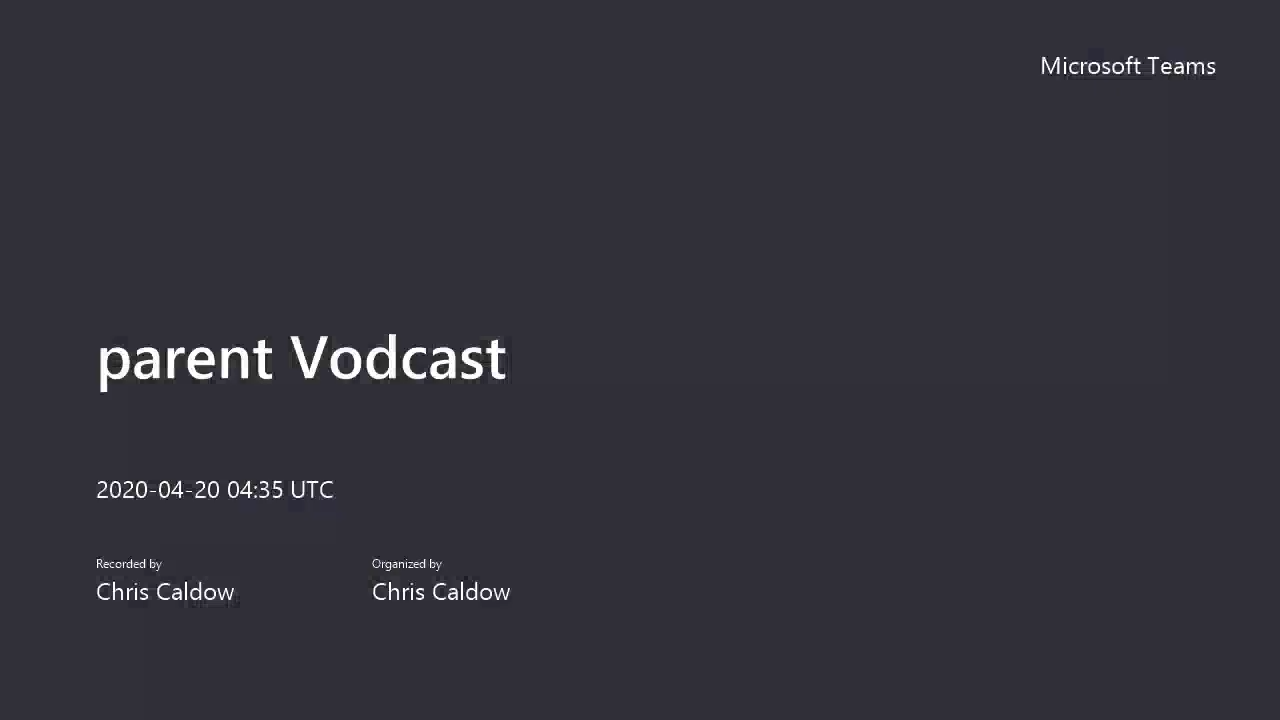 Microsoft Teams
parent Vodcast
2020-04-20 04:35 UTC
Recorded by
Chris Caldow
Organized by
Chris Caldow